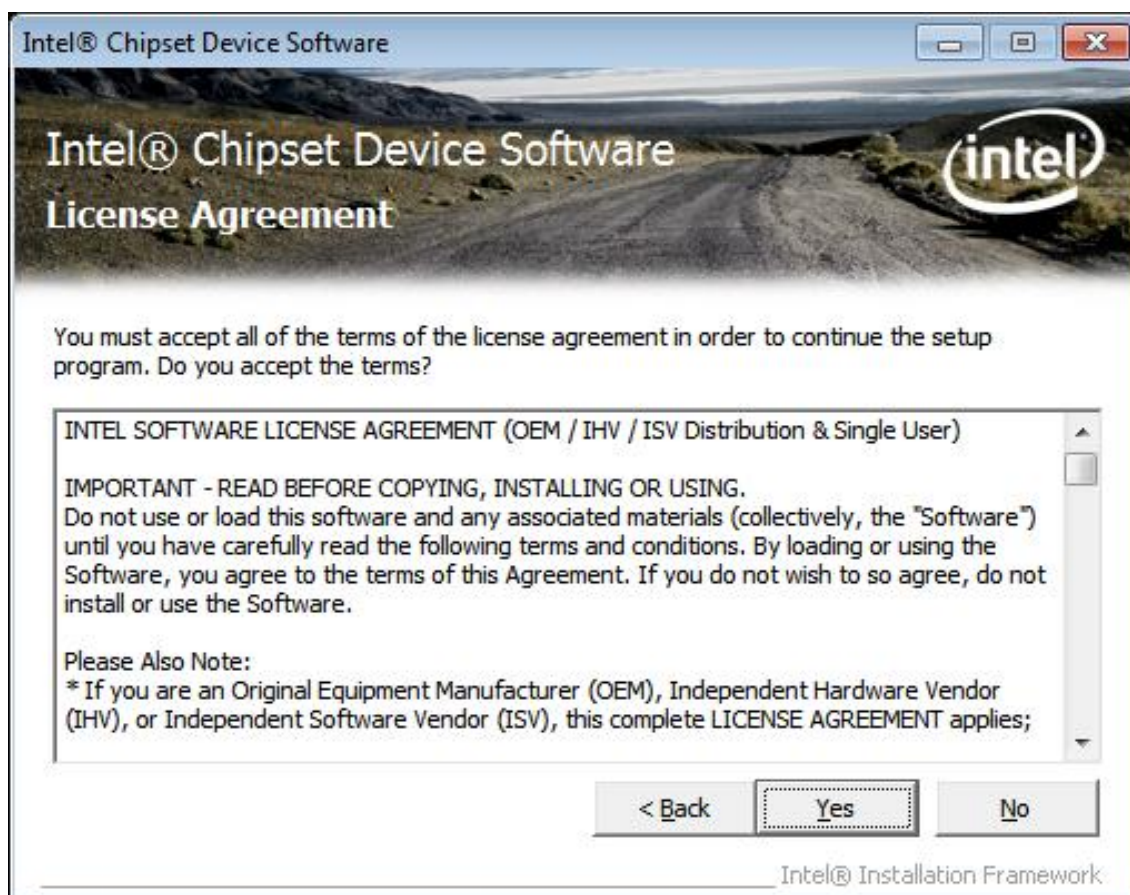 Intel® Chipset Device Software
Intel® Chipset Device Software
intel
License Agreement
You must accept all of the terms of the license agreement in order to continue the setup
program. Do you accept the terms?
INTEL SOFTWARE LICENSE AGREEMENT (OEM / IHV / ISV Distribution & Single User)
IMPORTANT - READ BEFORE COPYING, INSTALLING OR USING.
Do not use or load this software and any associated materials (collectively, the "Software")
until you have carefully read the following terms and conditions. By loading or using the
Software, you agree to the terms of this Agreement. If you do not wish to so agree, do not
install or use the Software.
Please Also Note:
* If you are an Original Equipment Manufacturer (OEM), Independent Hardware Vendor
(IHV), or Independent Software Vendor (ISV), this complete LICENSE AGREEMENT applies;
< Back Yes No
Intel® Installation Framework